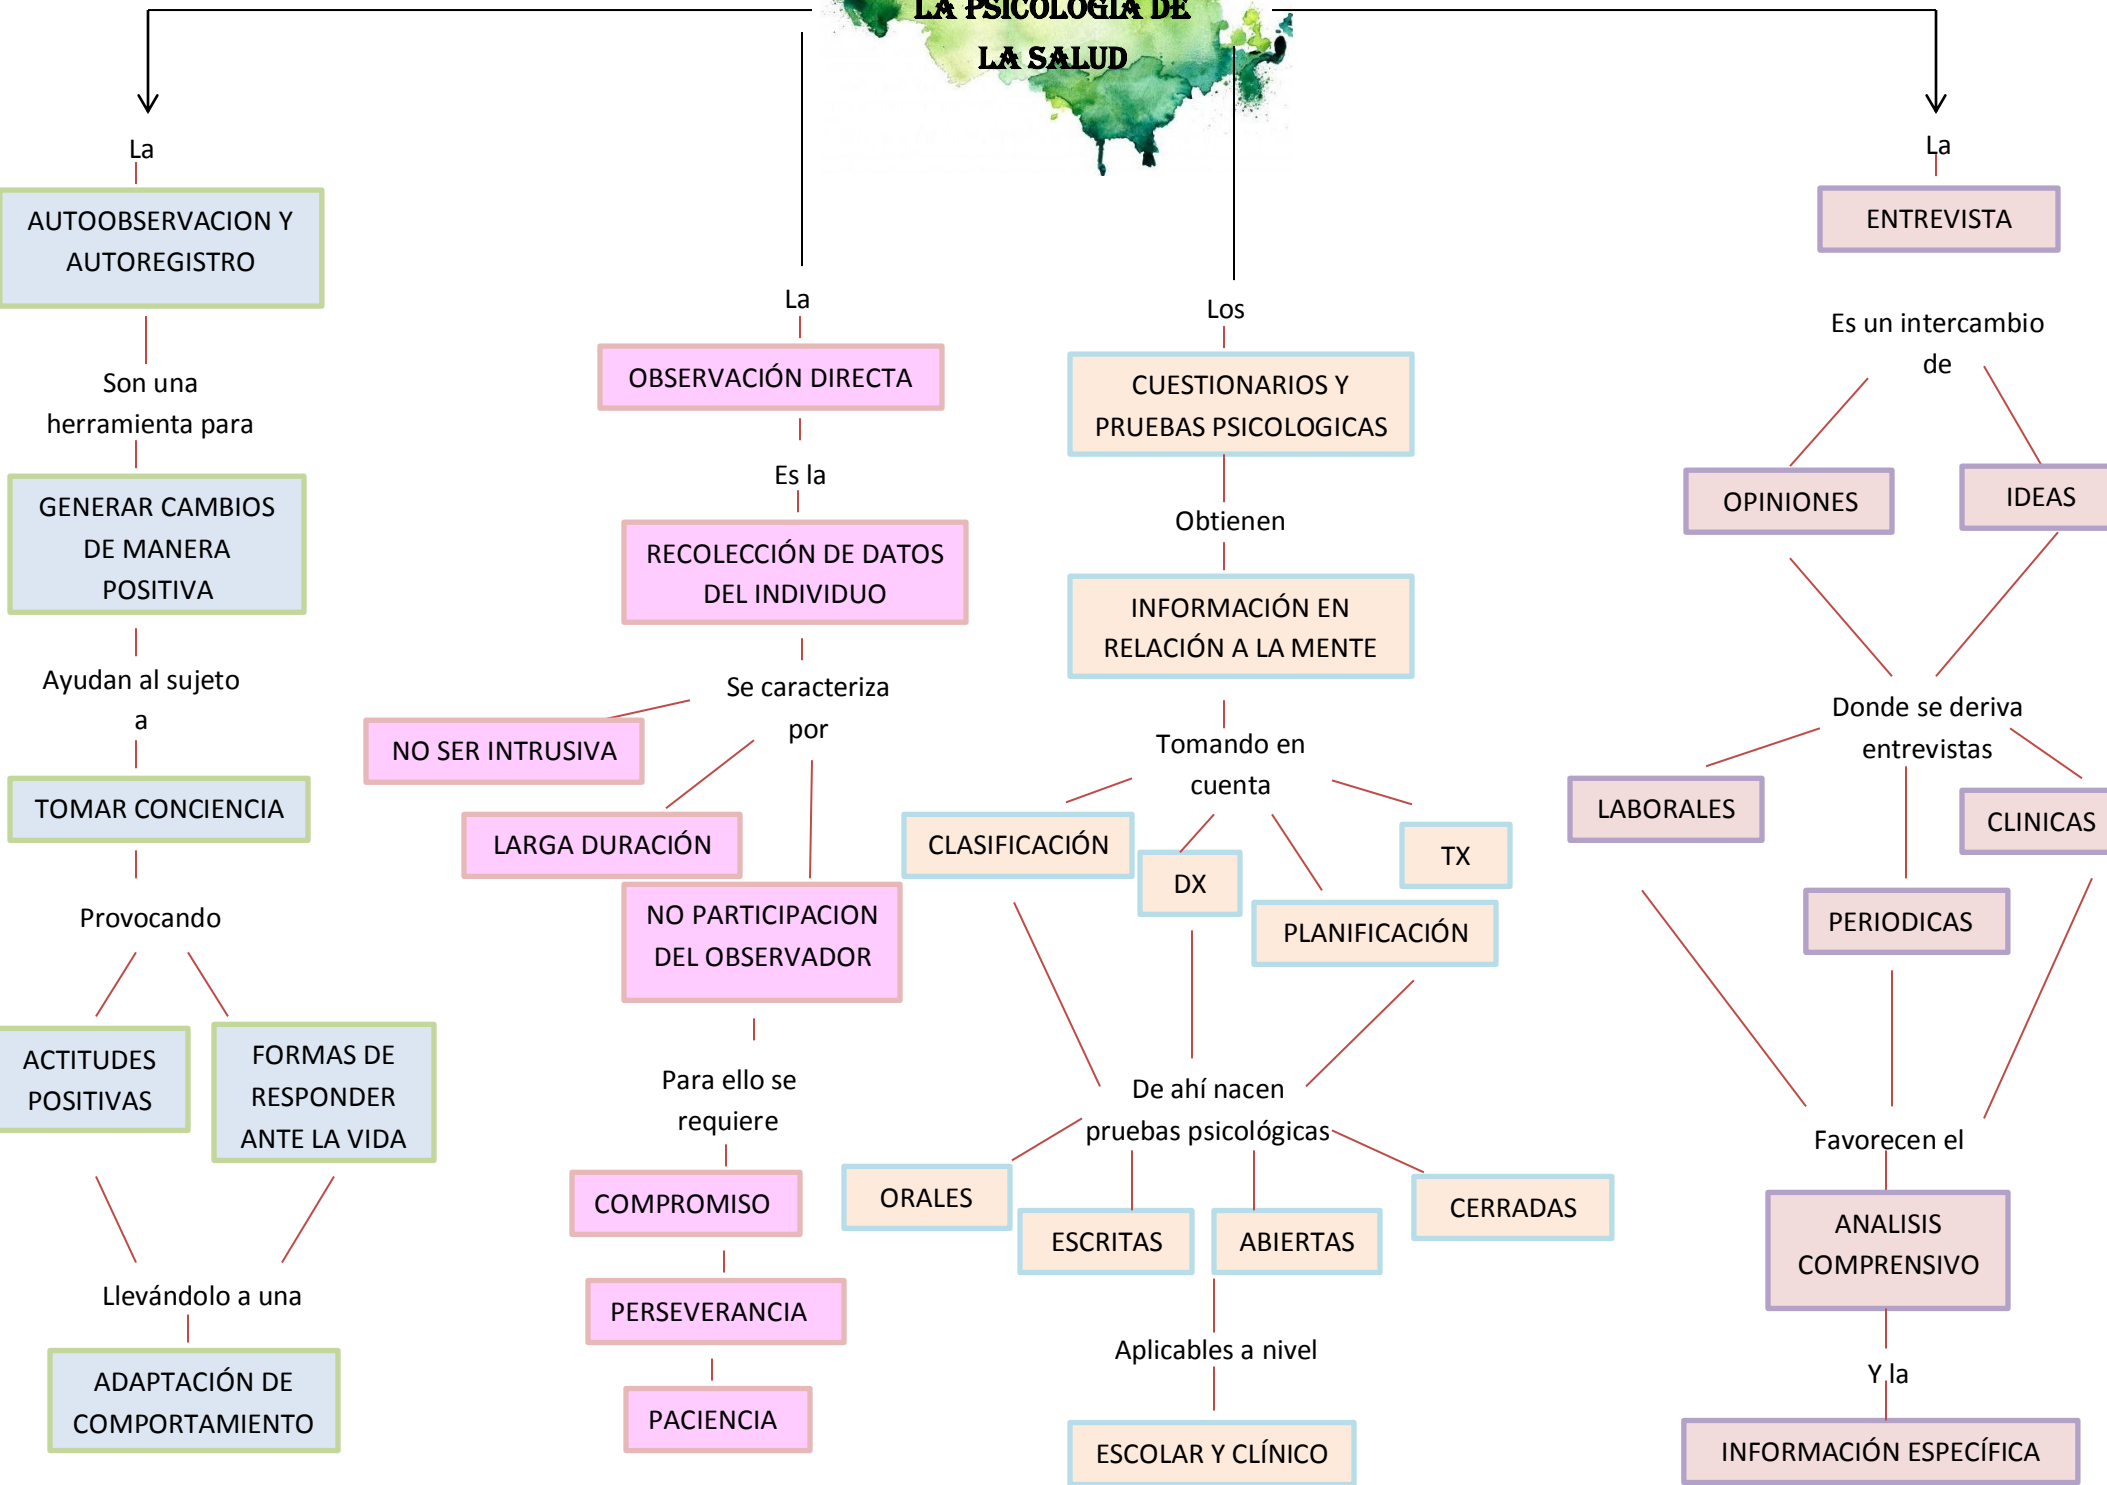 LA PSICOLOGIA DE
LA SALUD
La
AUTOOBSERVACION Y
AUTOREGISTRO
Son una
herramienta para
GENERAR CAMBIOS
DE MANERA
POSITIVA
Ayudan al sujeto
a
TOMAR CONCIENCIA
Provocando
ACTITUDES
POSITIVAS
FORMAS DE
RESPONDER
ANTE LA VIDA
Llevándolo a una
ADAPTACIÓN DE
COMPORTAMIENTO
La
OBSERVACIÓN DIRECTA
Es la
RECOLECCIÓN DE DATOS
DEL INDIVIDUO
Se caracteriza
por
NO SER INTRUSIVA
LARGA DURACIÓN
NO PARTICIPACION
DEL OBSERVADOR
Para ello se
requiere
COMPROMISO
PERSEVERANCIA
PACIENCIA
Los
CUESTIONARIOS Y
PRUEBAS PSICOLOGICAS
Obtienen
INFORMACIÓN EN
RELACIÓN A LA MENTE
Tomando en
cuenta
CLASIFICACIÓN
DX
PLANIFICACIÓN
TX
De ahí nacen
pruebas psicológicas
ORALES
ESCRITAS
ABIERTAS
CERRADAS
Aplicables a nivel
ESCOLAR Y CLÍNICO
La
ENTREVISTA
Es un intercambio
de
OPINIONES
IDEAS
Donde se deriva
entrevistas
LABORALES
PERIODICAS
CLINICAS
Favorecen el
ANALISIS
COMPRENSIVO
Y la
INFORMACIÓN ESPECÍFICA